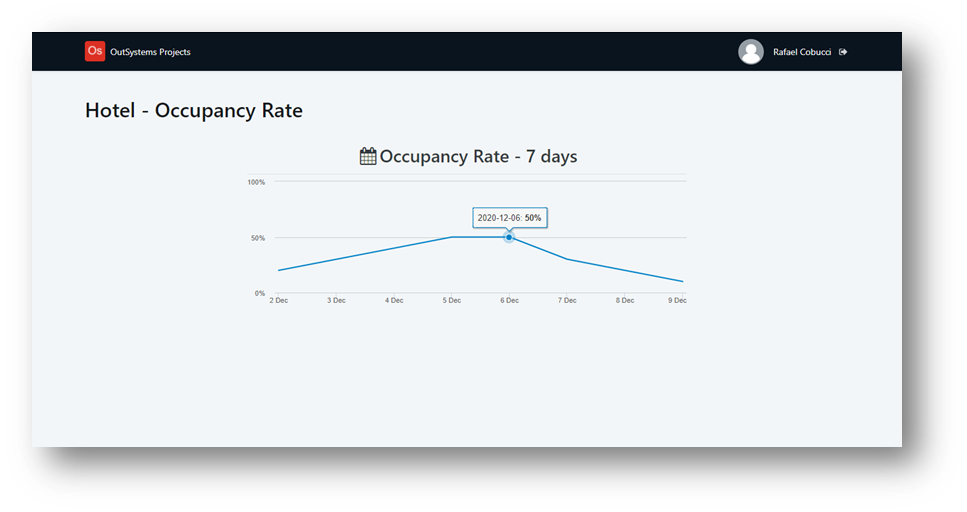 Os OutSystems Projects Rafael Cobucci
Hotel - Occupancy Rate
Occupancy Rate - 7 days
100%
2020-12-06: 50%
50%
0%
2 Dec 3 Dec 4 Dec 5 Dec 6 Dec 7 Dec 8 Dec 9 Dec